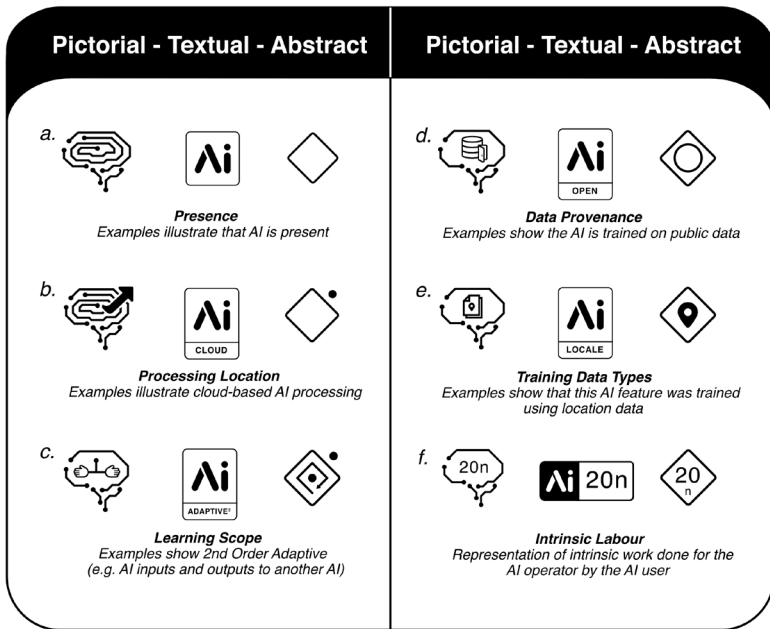 Pictorial - Textual - Abstract
a.
Ai
Presence
Examples illustrate that AI is present
b.
Ai
CLOUD
Processing Location
Examples illustrate cloud-based AI processing
c.
Ai
ADAPTIVE²
Learning Scope
Examples show 2nd Order Adaptive
(e.g. AI inputs and outputs to another AI)
Pictorial - Textual - Abstract
d.
Ai
OPEN
Data Provenance
Examples show the AI is trained on public data
e.
Ai
LOCALE
Training Data Types
Examples show that this AI feature was trained
using location data
f.
20n
Ai 20n
20
n
Intrinsic Labour
Representation of intrinsic work done for the
AI operator by the AI user